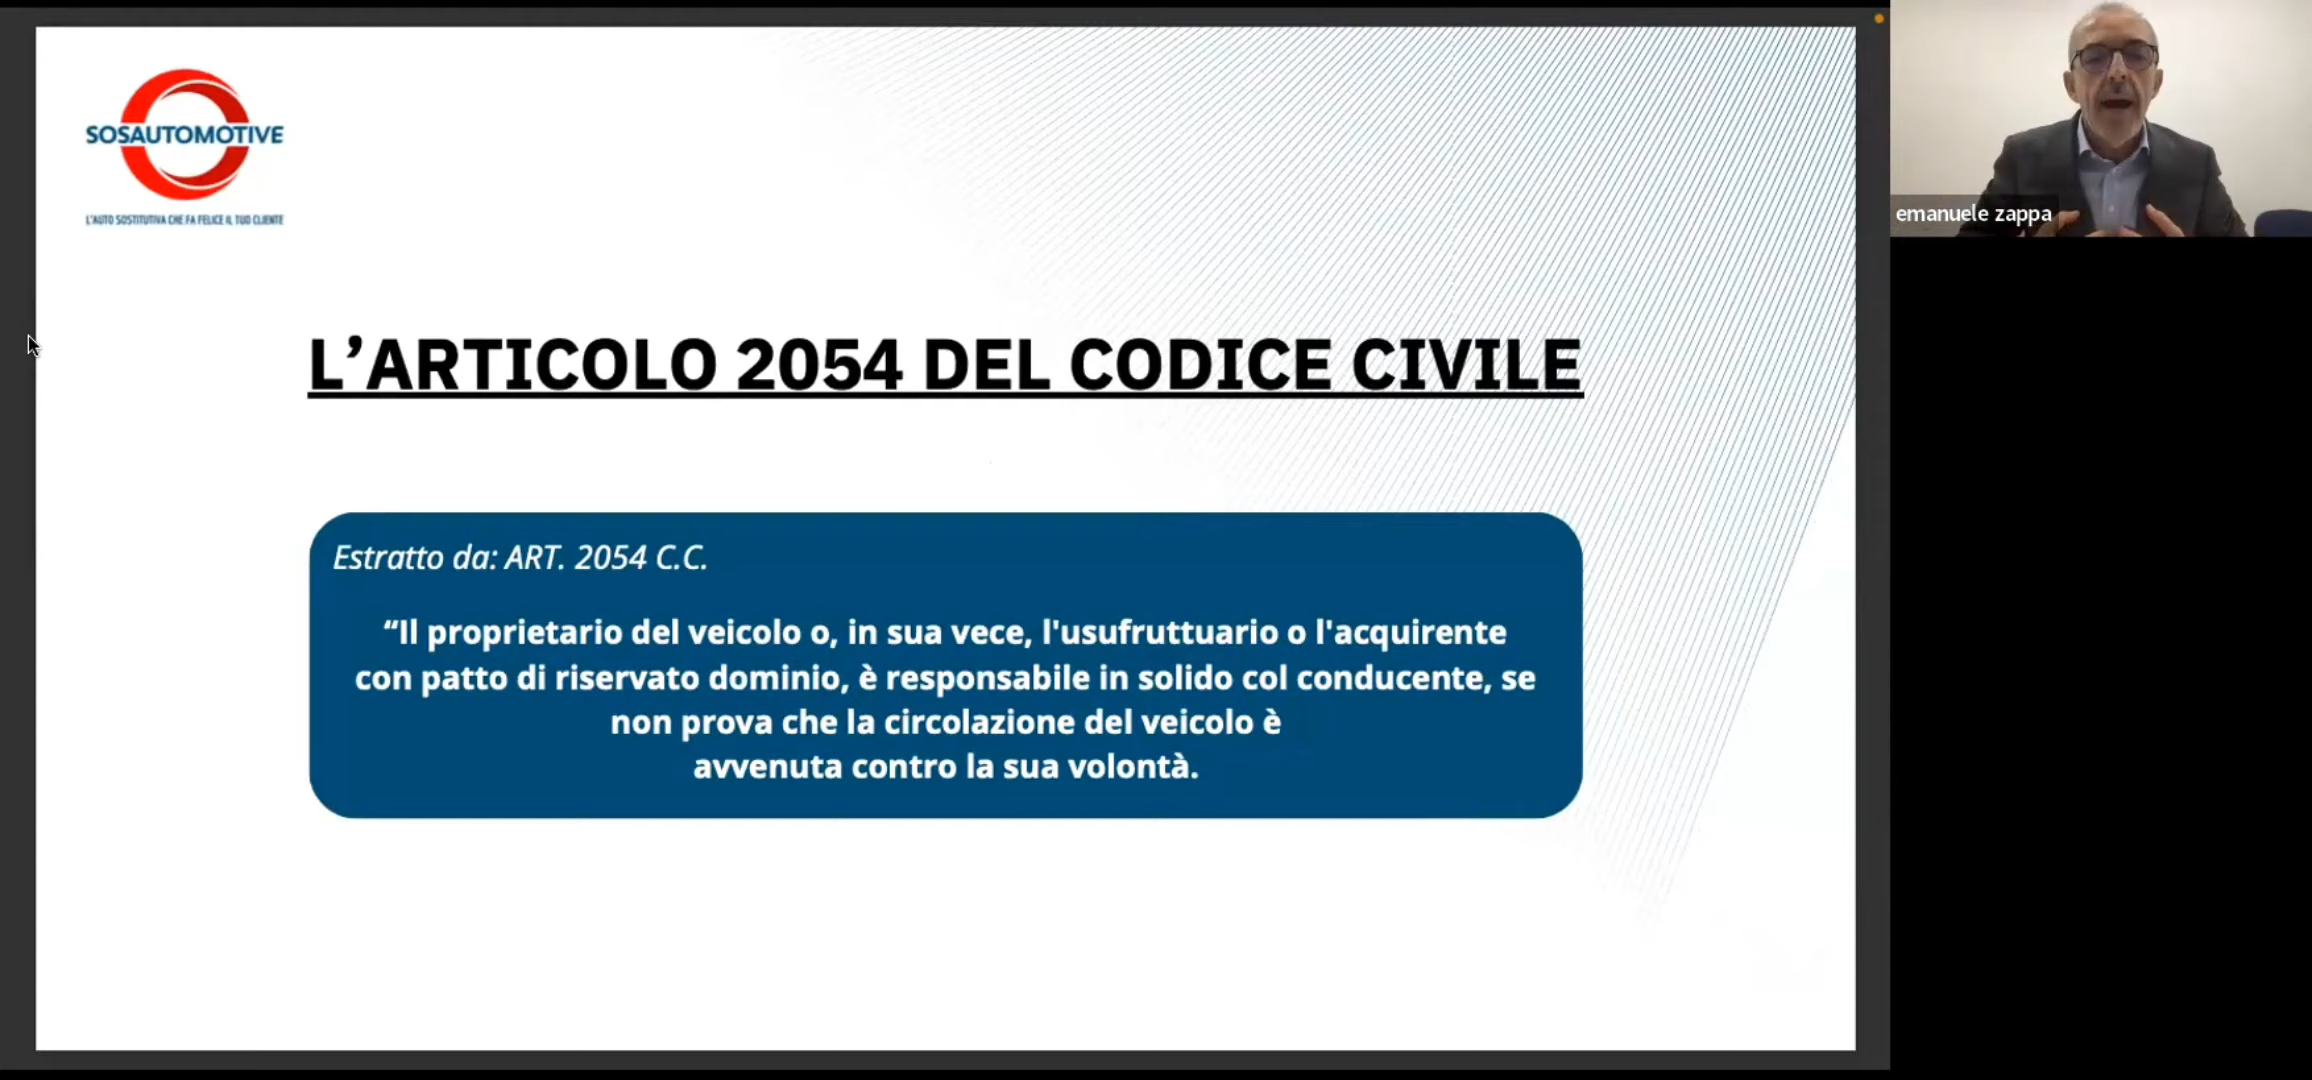 SOSAUTOMOTIVE
L'AUTO SOSTITUTIVA CHE FA FELICE IL TUO CLIENTE
emanuele zappa
L’ARTICOLO 2054 DEL CODICE CIVILE
Estratto da: ART. 2054 C.C.
“Il proprietario del veicolo o, in sua vece, l'usufruttuario o l'acquirente
con patto di riservato dominio, è responsabile in solido col conducente, se
non prova che la circolazione del veicolo è
avvenuta contro la sua volontà.